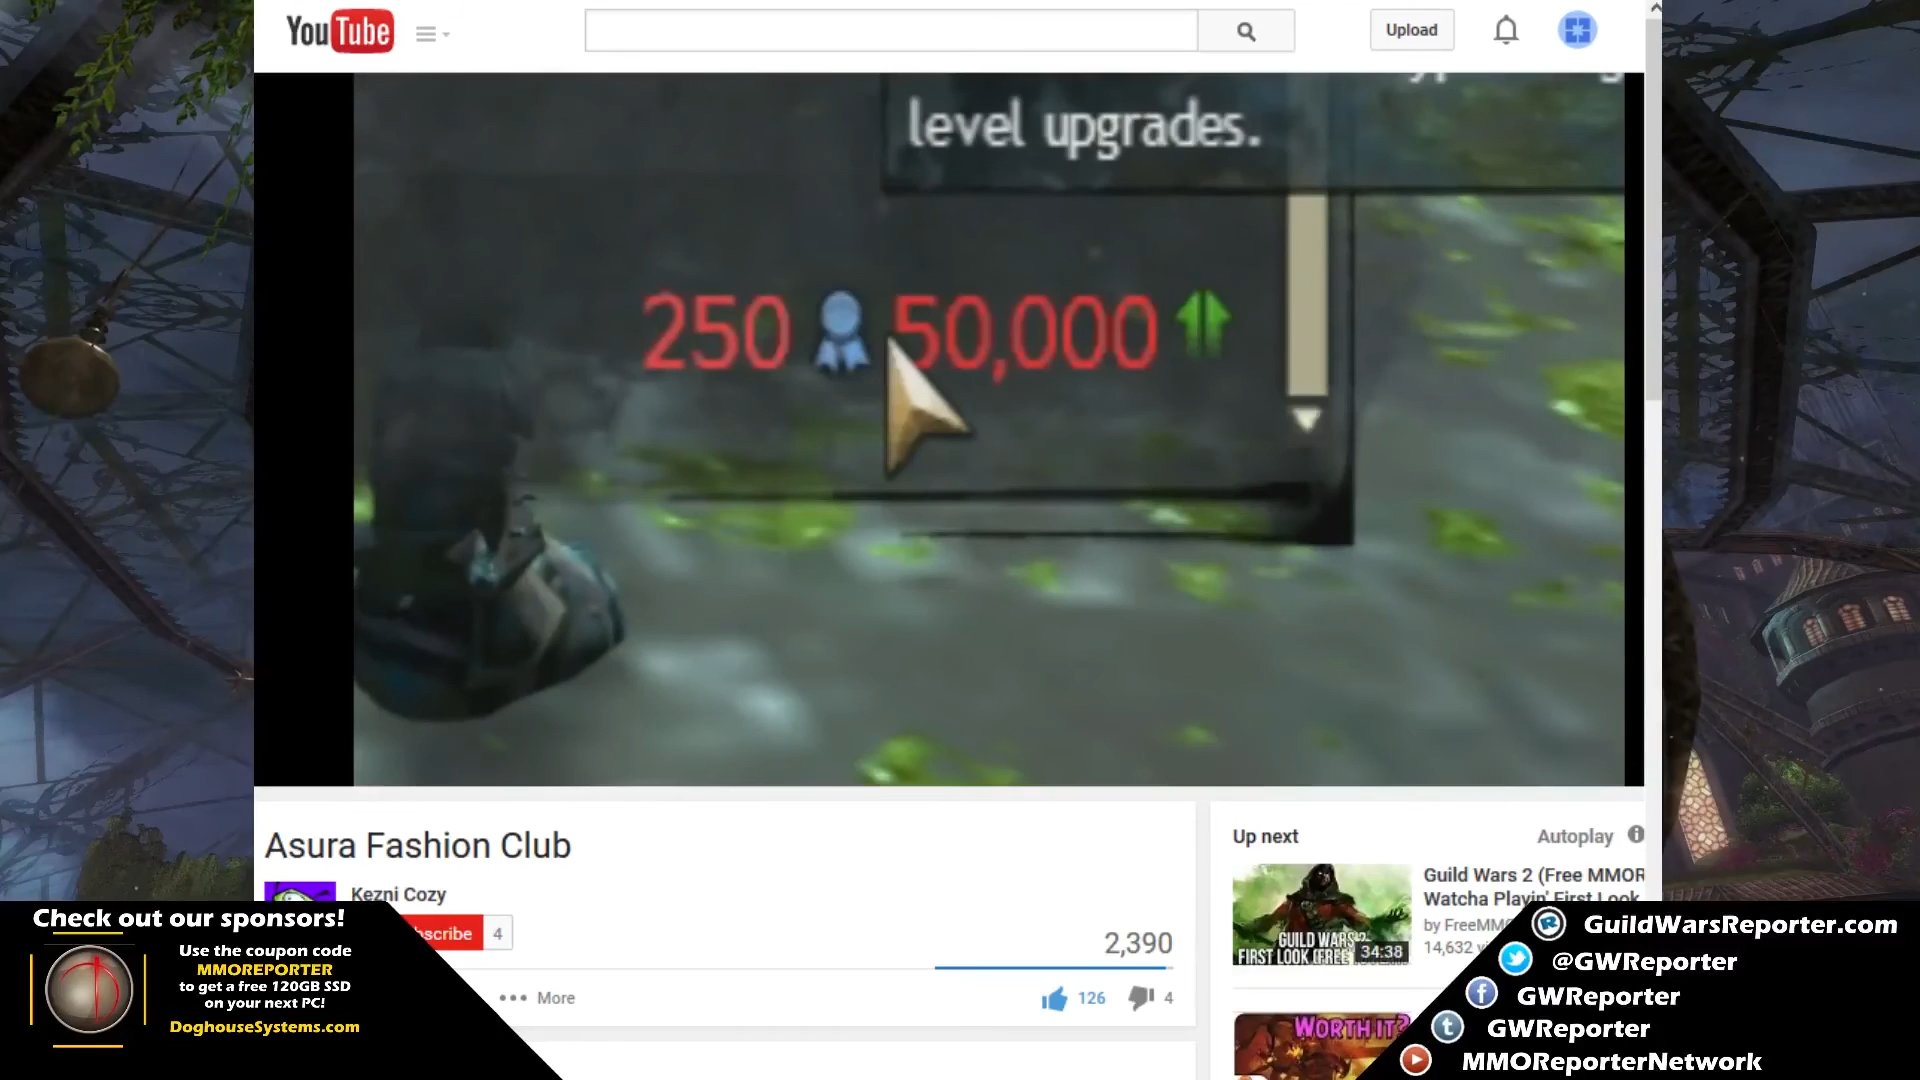 YouTube
Upload
level upgrades.
250 50,000
Asura Fashion Club
Kezni Cozy
scribe 4
2,390
More
126 4
Up next Autoplay
Guild Wars 2 (Free MMOR
Watcha Playin' First Look
by FreeMM
14,632
GUILD WARS 2
FIRST LOOK (FREE
34:38
WORTH IT?
Check out our sponsors!
Use the coupon code
MMOREPORTER
to get a free 120GB SSD
on your next PC!
DoghouseSystems.com
GuildWarsReporter.com
@GWReporter
GWReporter
GWReporter
MMOReporterNetwork